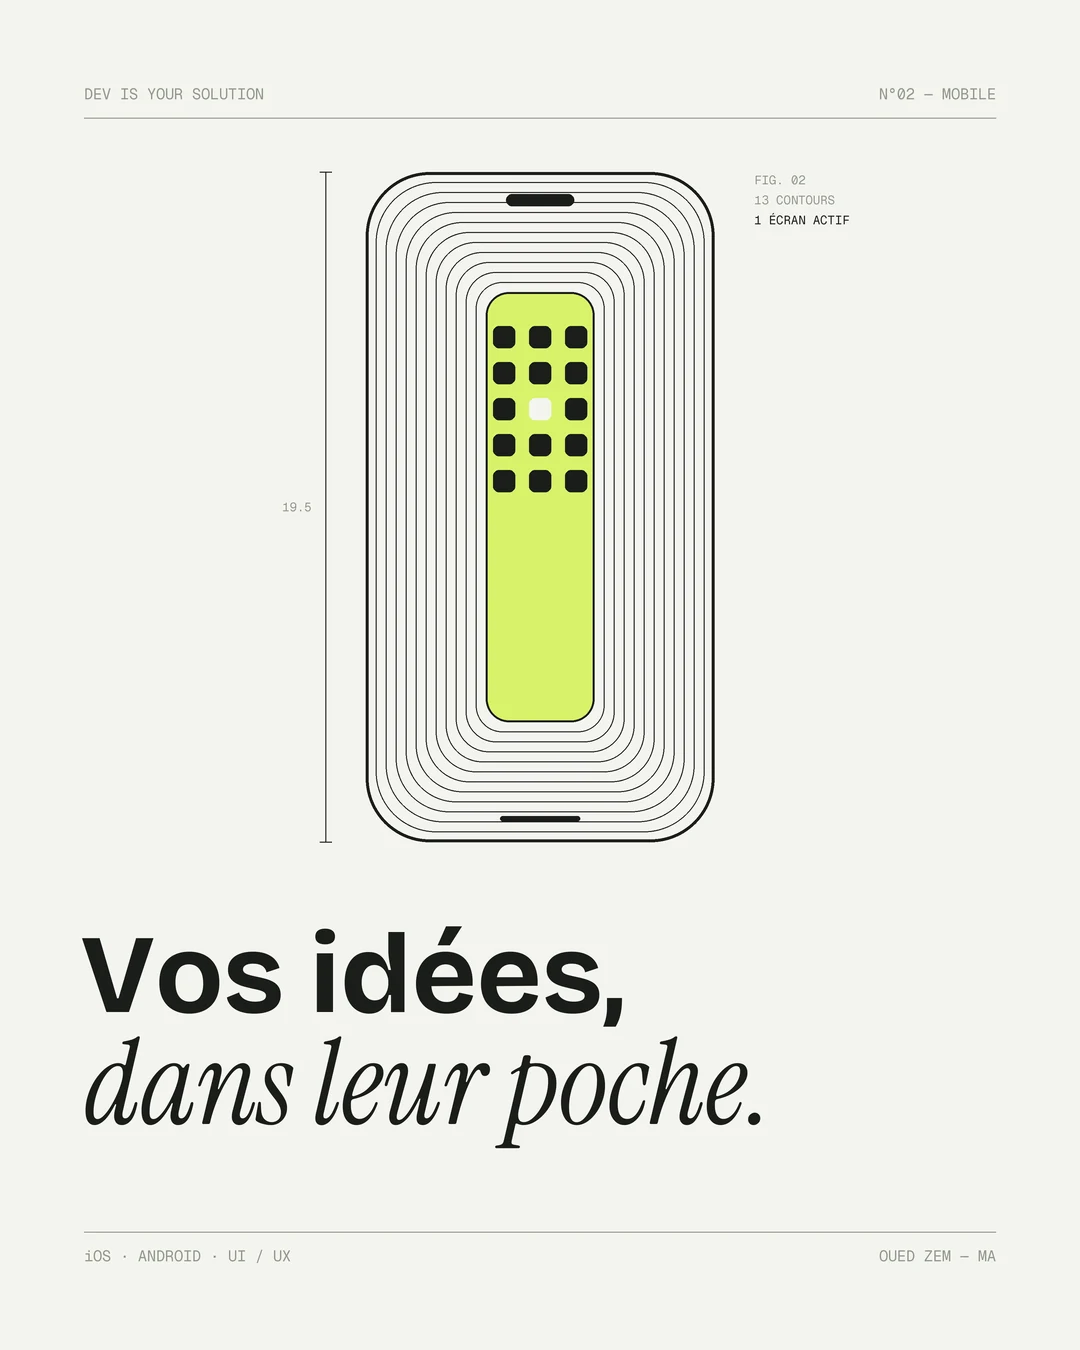 DEV IS YOUR SOLUTION
N°02 — MOBILE
FIG. 02
13 CONTOURS
1 ÉCRAN ACTIF
19.5
Vos idées,
dans leur poche.
iOS · ANDROID · UI / UX
OUED ZEM — MA